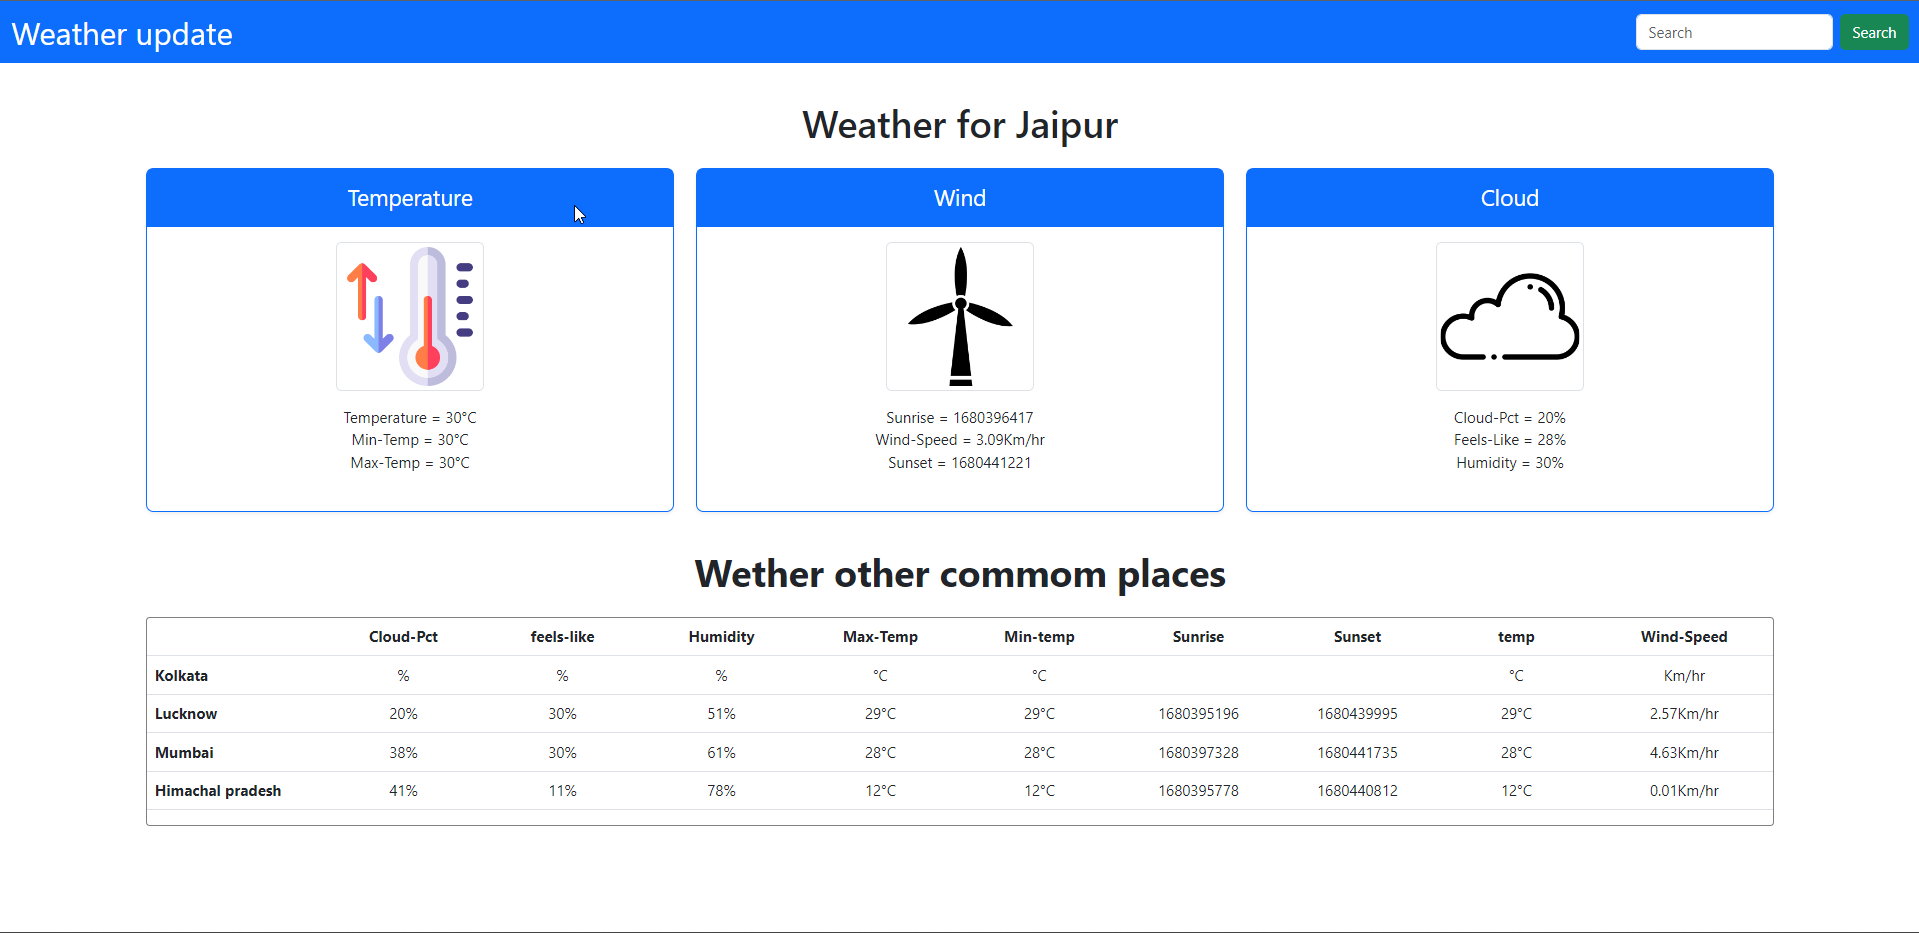 Weather update Search Search
Weather for Jaipur
Temperature
Temperature = 30°C
Min-Temp = 30°C
Max-Temp = 30°C
Wind
Sunrise = 1680396417
Wind-Speed = 3.09Km/hr
Sunset = 1680441221
Cloud
Cloud-Pct = 20%
Feels-Like = 28%
Humidity = 30%
Wether other commom places
Cloud-Pct feels-like Humidity Max-Temp Min-temp Sunrise Sunset temp Wind-Speed
Kolkata % % % °C °C °C Km/hr
Lucknow 20% 30% 51% 29°C 29°C 1680395196 1680439995 29°C 2.57Km/hr
Mumbai 38% 30% 61% 28°C 28°C 1680397328 1680441735 28°C 4.63Km/hr
Himachal pradesh 41% 11% 78% 12°C 12°C 1680395778 1680440812 12°C 0.01Km/hr